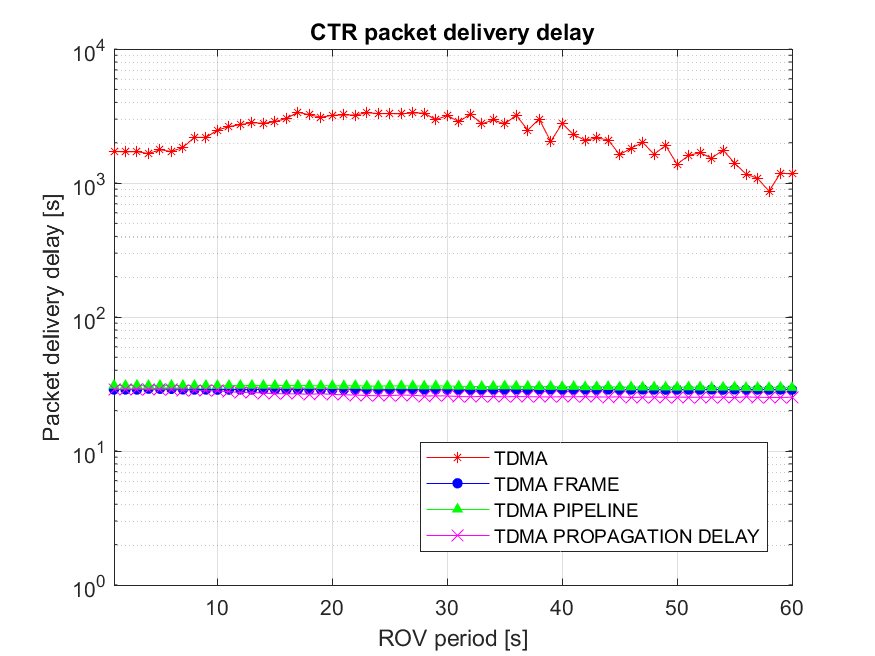 CTR packet delivery delay
Packet delivery delay [s]
10^4
10^3
10^2
10^1
10^0
TDMA
TDMA FRAME
TDMA PIPELINE
TDMA PROPAGATION DELAY
10 20 30 40 50 60
ROV period [s]